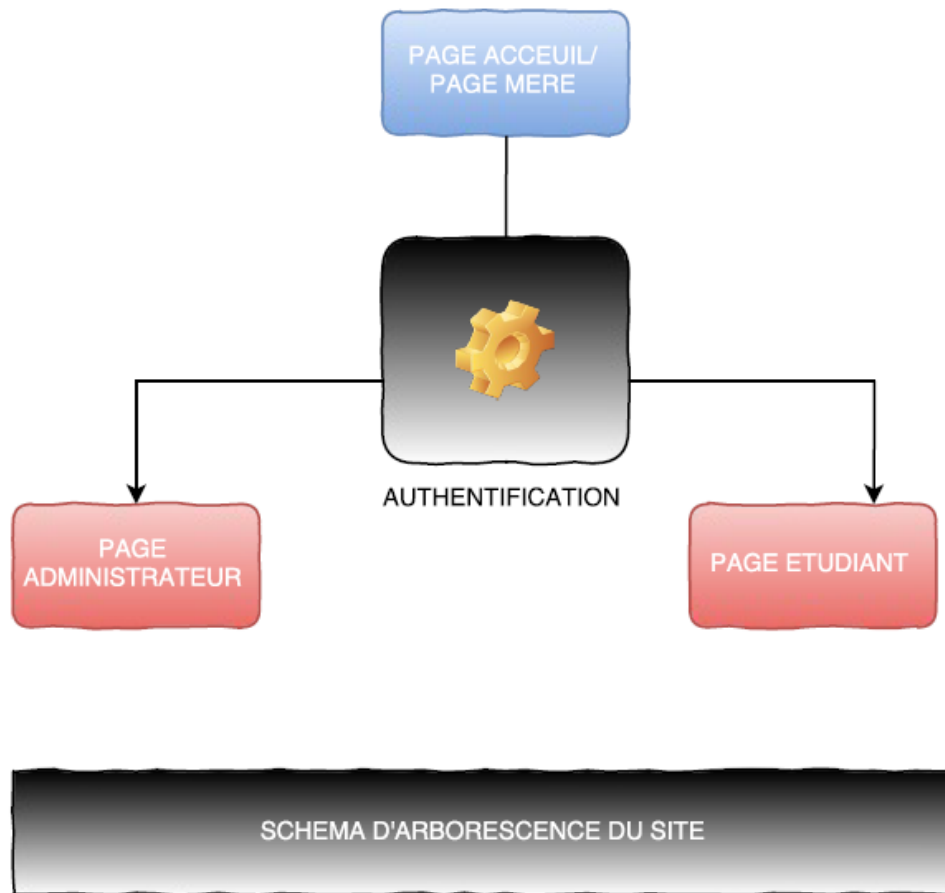 PAGE ACCEUIL/
PAGE MERE
AUTHENTIFICATION
PAGE
ADMINISTRATEUR
PAGE ETUDIANT
SCHEMA D'ARBORESCENCE DU SITE